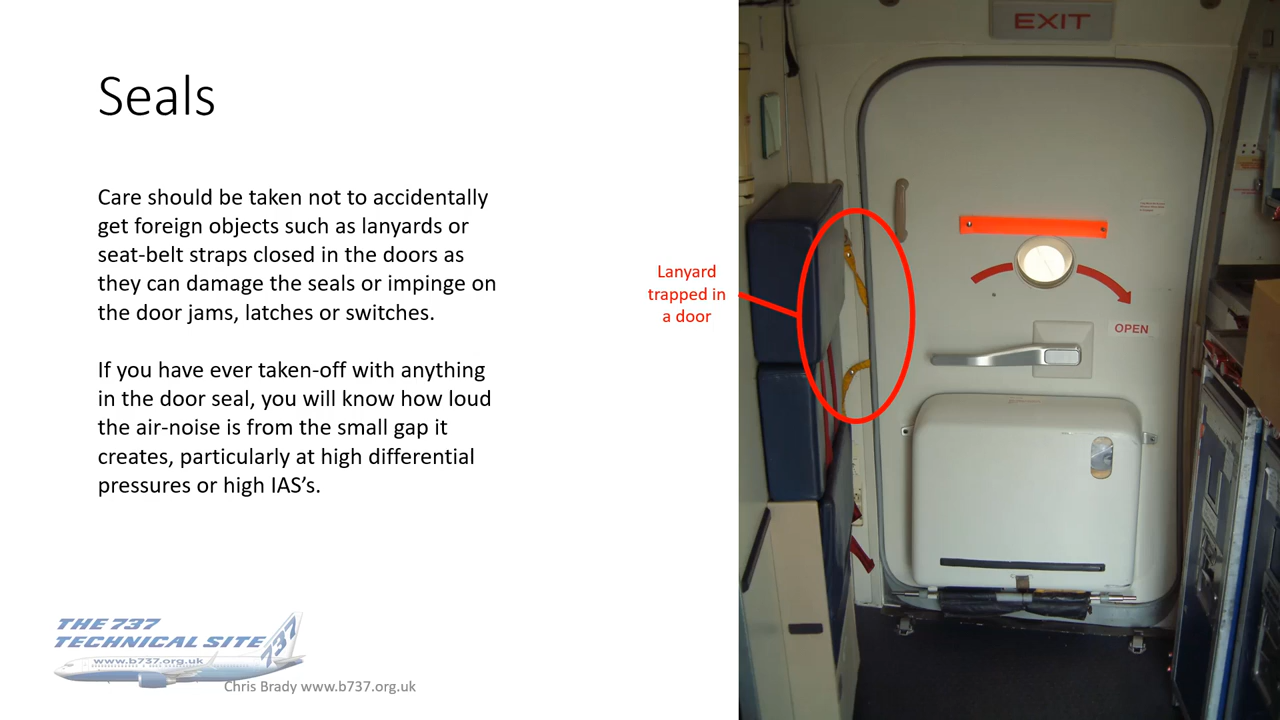 Seals
Care should be taken not to accidentally
get foreign objects such as lanyards or
seat-belt straps closed in the doors as
they can damage the seals or impinge on
the door jams, latches or switches.
If you have ever taken-off with anything
in the door seal, you will know how loud
the air-noise is from the small gap it
creates, particularly at high differential
pressures or high IAS's.
Lanyard
trapped in
a door
EXIT
OPEN
THE 737
TECHNICAL SITE
737
www.b737.org.uk
Chris Brady www.b737.org.uk